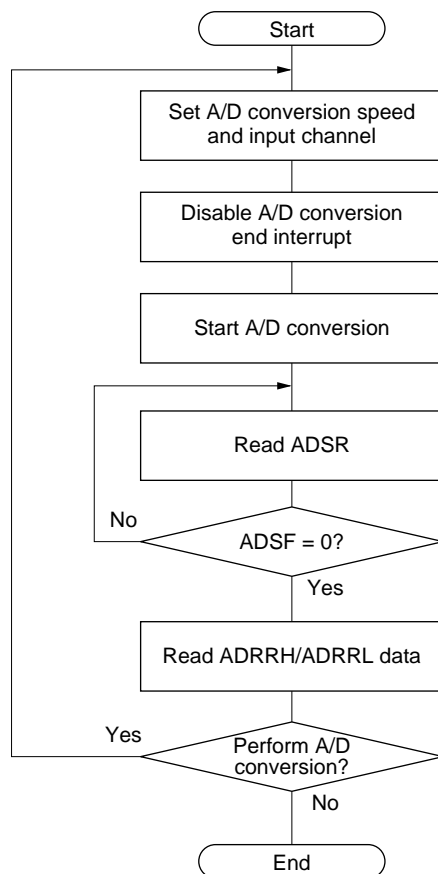 Start
Set A/D conversion speed
and input channel
Disable A/D conversion
end interrupt
Start A/D conversion
Read ADSR
No
ADSF = 0?
Yes
Read ADRRH/ADRRL data
Yes
Perform A/D
conversion?
No
End